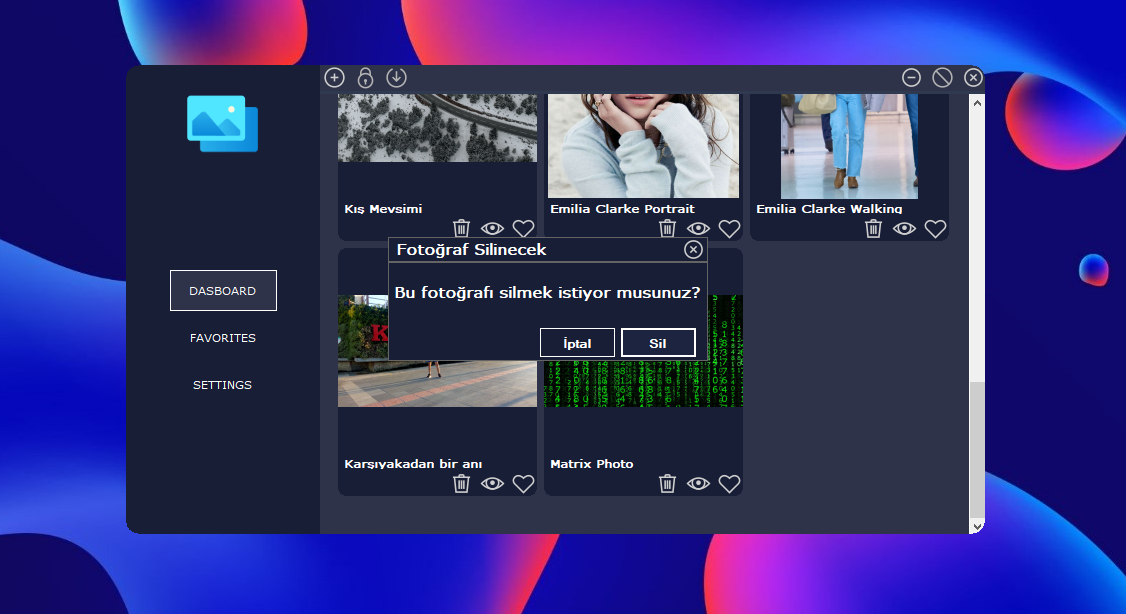 Kış Mevsimi
Emilia Clarke Portrait
Emilia Clarke Walking
Fotoğraf Silinecek
DASBOARD
Bu fotoğrafı silmek istiyor musunuz?
K
FAVORITES
İptal
Sil
SETTINGS
Karşıyakadan bir anı
Matrix Photo